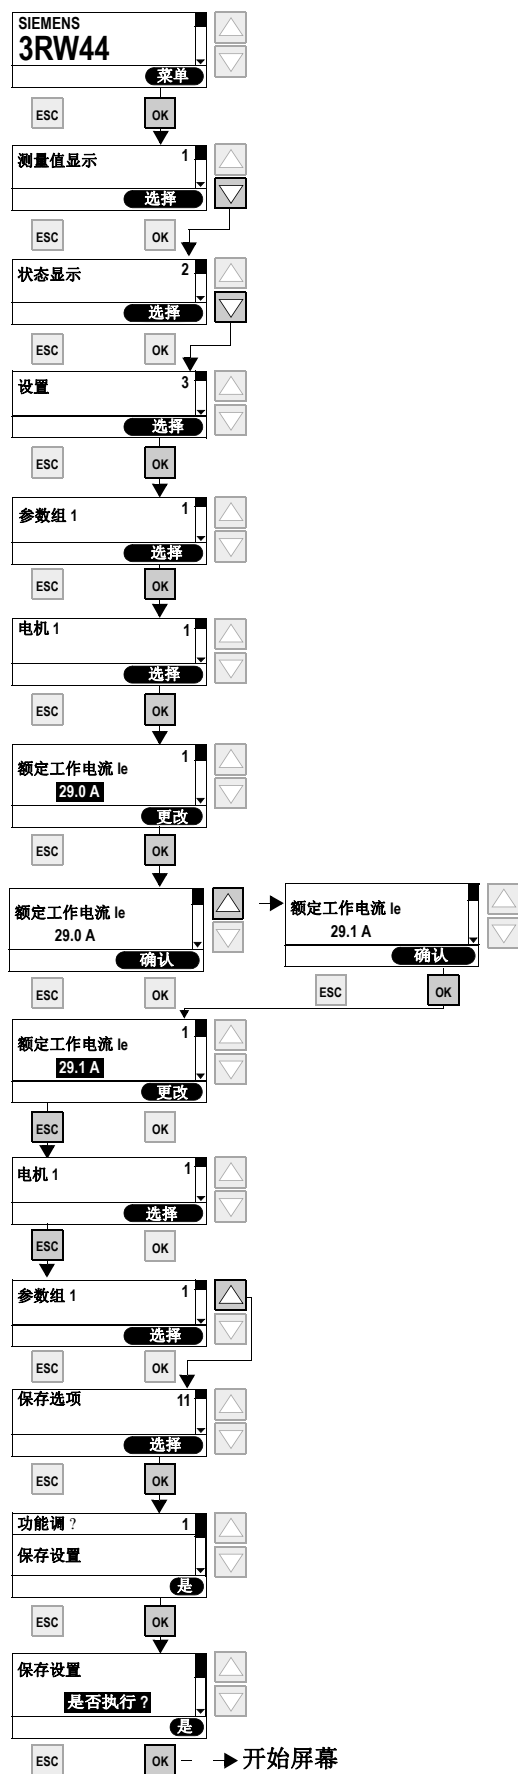 SIEMENS
3RW44
菜单
ESC OK
测量值显示 1
选择
ESC OK
状态显示 2
选择
ESC OK
设置 3
选择
ESC OK
参数组 1 1
选择
ESC OK
电机 1 1
选择
ESC OK
额定工作电流 Ie 1
29.0 A
更改
ESC OK
额定工作电流 Ie
29.0 A
确认
ESC OK
额定工作电流 Ie
29.1 A
确认
ESC OK
额定工作电流 Ie 1
29.1 A
更改
ESC OK
电机 1 1
选择
ESC OK
参数组 1 1
选择
ESC OK
保存选项 11
选择
ESC OK
功能调 ? 1
保存设置
是
ESC OK
保存设置
是否执行 ?
是
ESC OK 开始屏幕